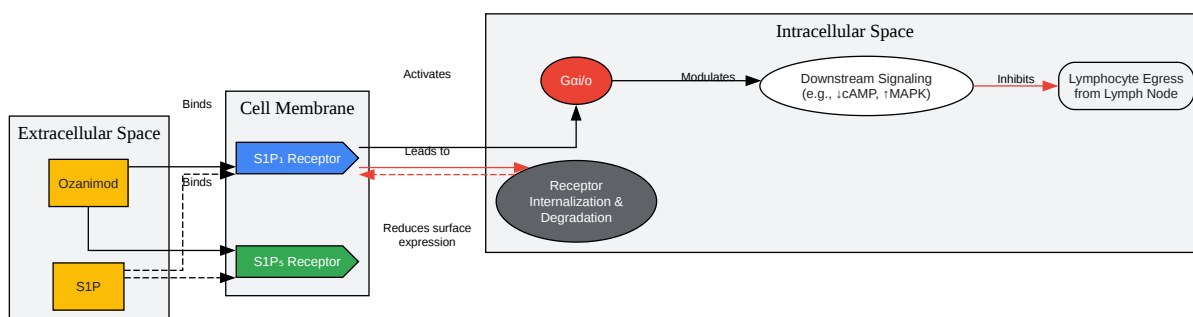 Extracellular Space
Ozanimod
S1P
Binds
Binds
Cell Membrane
S1P₁ Receptor
S1P₅ Receptor
Activates
Leads to
Reduces surface
expression
Intracellular Space
Gαi/o
Modulates
Downstream Signaling
(e.g., ↓cAMP, ↑MAPK)
Inhibits
Lymphocyte Egress
from Lymph Node
Receptor
Internalization &
Degradation